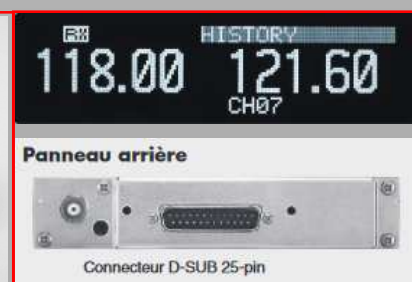 RX
HISTORY
118.00
121.60
CH07
Panneau arrière
Connecteur D-SUB 25-pin